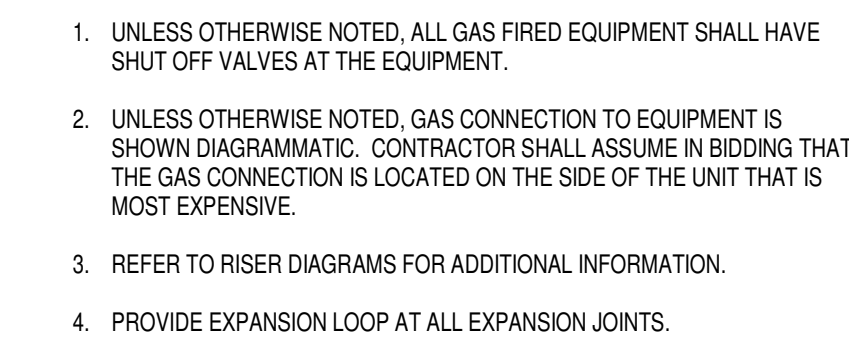 1. UNLESS OTHERWISE NOTED, ALL GAS FIRED EQUIPMENT SHALL HAVE
SHUT OFF VALVES AT THE EQUIPMENT.
2. UNLESS OTHERWISE NOTED, GAS CONNECTION TO EQUIPMENT IS
SHOWN DIAGRAMMATIC. CONTRACTOR SHALL ASSUME IN BIDDING THAT
THE GAS CONNECTION IS LOCATED ON THE SIDE OF THE UNIT THAT IS
MOST EXPENSIVE.
3. REFER TO RISER DIAGRAMS FOR ADDITIONAL INFORMATION.
4. PROVIDE EXPANSION LOOP AT ALL EXPANSION JOINTS.